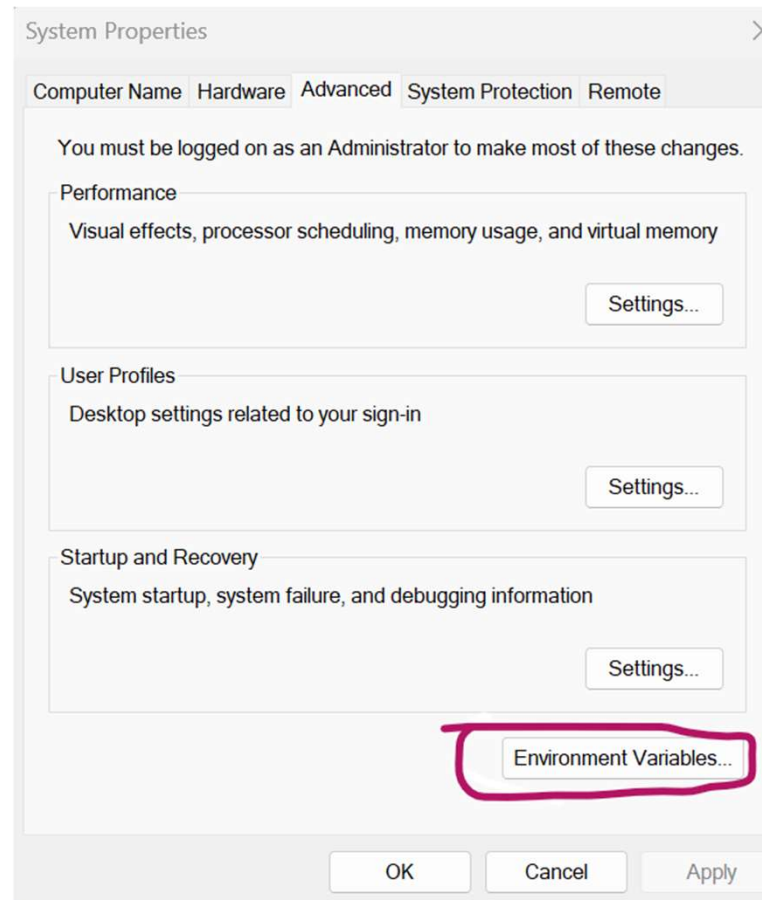 System Properties
Computer Name Hardware Advanced System Protection Remote
You must be logged on as an Administrator to make most of these changes.
Performance
Visual effects, processor scheduling, memory usage, and virtual memory
Settings...
User Profiles
Desktop settings related to your sign-in
Settings...
Startup and Recovery
System startup, system failure, and debugging information
Settings...
Environment Variables...
OK Cancel Apply